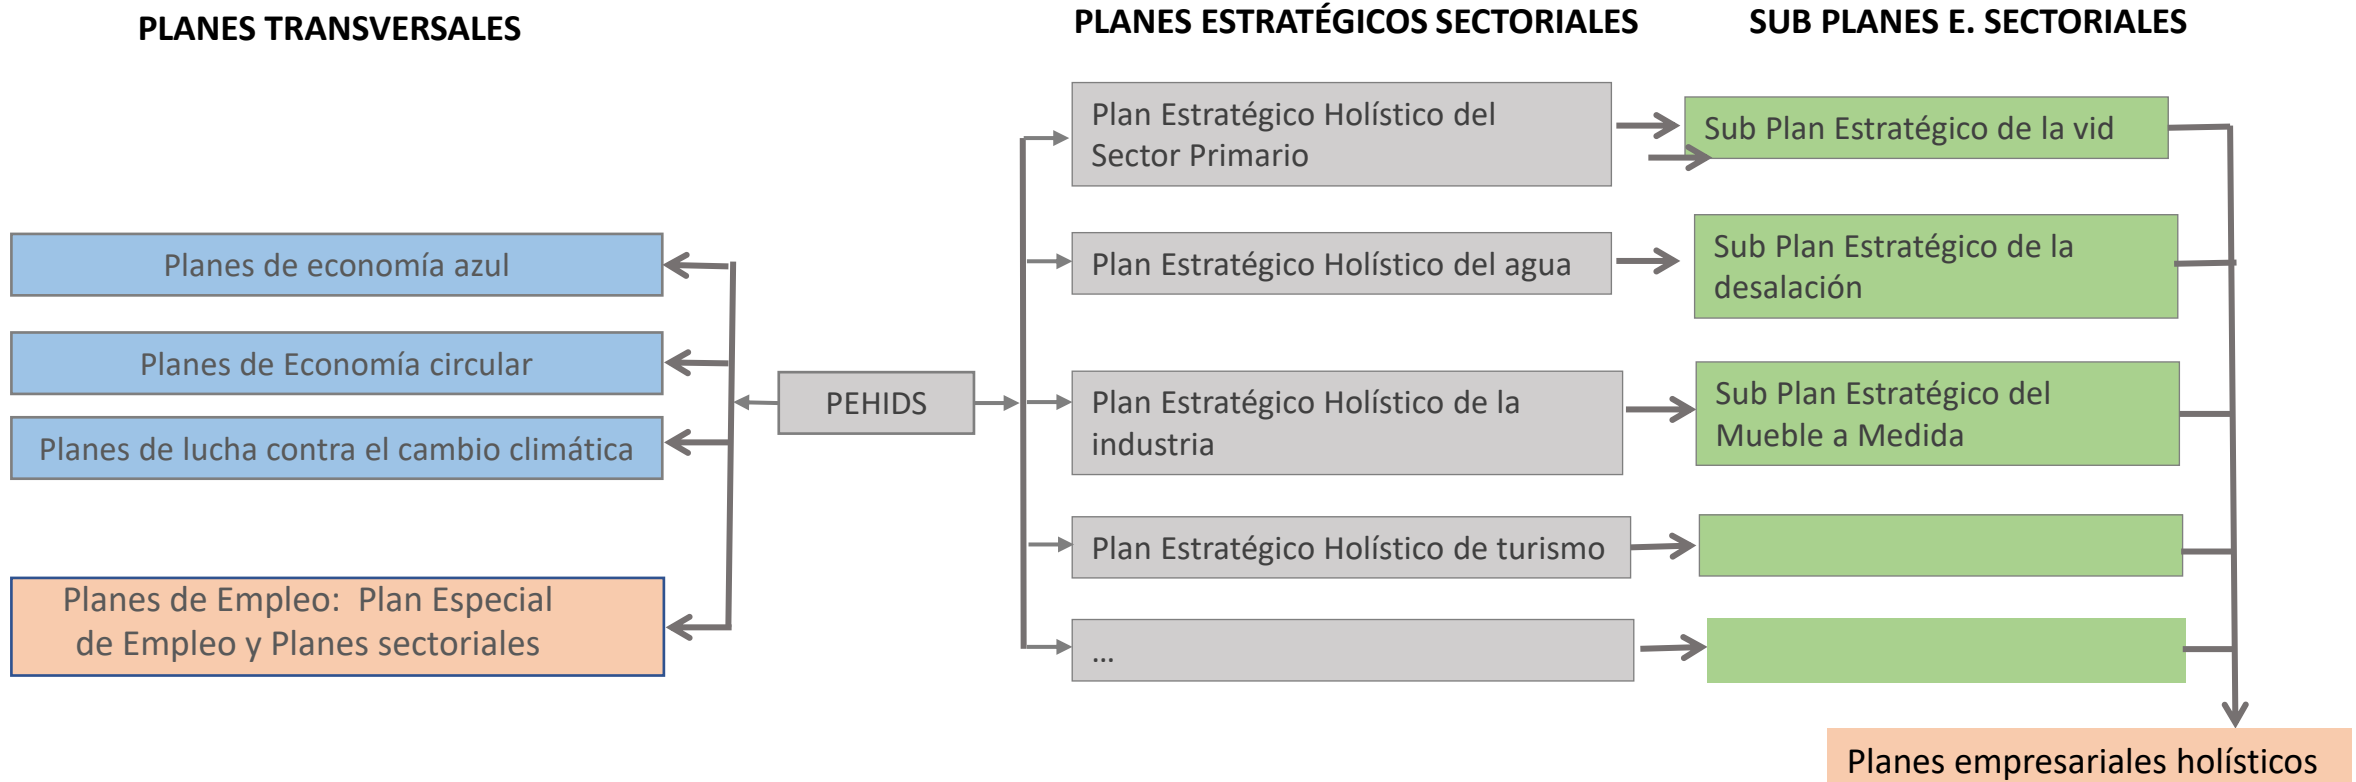 PLANES TRANSVERSALES
PLANES ESTRATÉGICOS SECTORIALES
SUB PLANES E. SECTORIALES
Planes de economía azul
Planes de Economía circular
Planes de lucha contra el cambio climática
Planes de Empleo: Plan Especial
de Empleo y Planes sectoriales
PEHIDS
Plan Estratégico Holístico del
Sector Primario
Plan Estratégico Holístico del agua
Plan Estratégico Holístico de la
industria
Plan Estratégico Holístico de turismo
...
Sub Plan Estratégico de la vid
Sub Plan Estratégico de la
desalación
Sub Plan Estratégico del
Mueble a Medida
Planes empresariales holísticos